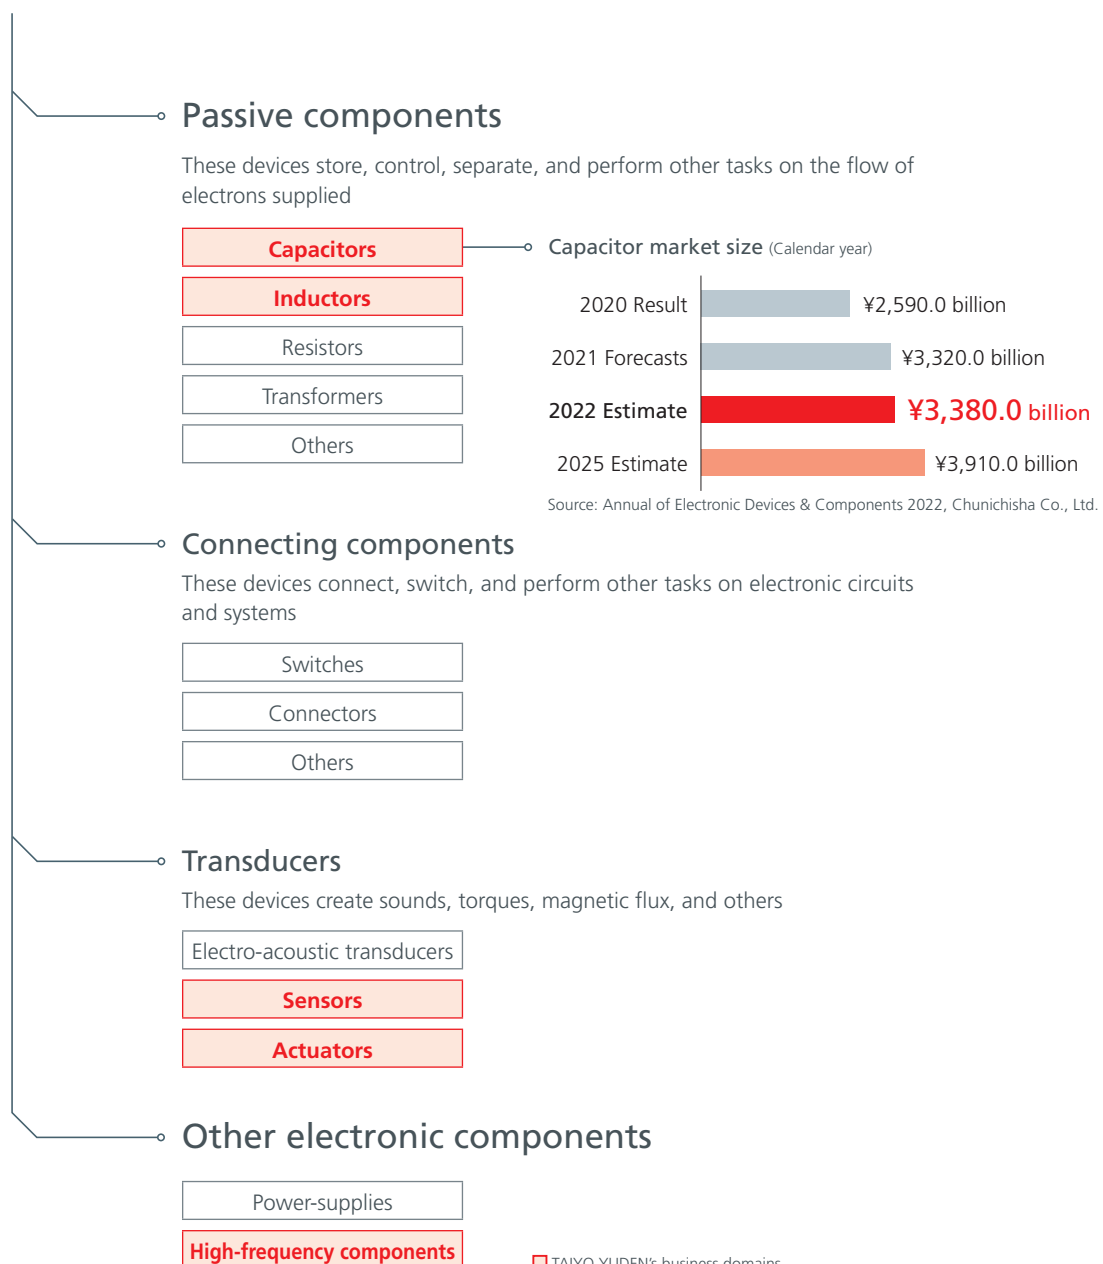 Passive components
These devices store, control, separate, and perform other tasks on the flow of
electrons supplied
Capacitors
Inductors
Resistors
Transformers
Others
Capacitor market size (Calendar year)
2020 Result ¥2,590.0 billion
2021 Forecasts ¥3,320.0 billion
2022 Estimate ¥3,380.0 billion
2025 Estimate ¥3,910.0 billion
Source: Annual of Electronic Devices & Components 2022, Chunichisha Co., Ltd.
Connecting components
These devices connect, switch, and perform other tasks on electronic circuits
and systems
Switches
Connectors
Others
Transducers
These devices create sounds, torques, magnetic flux, and others
Electro-acoustic transducers
Sensors
Actuators
Other electronic components
Power-supplies
High-frequency components
TAIYO YUDEN's business domains